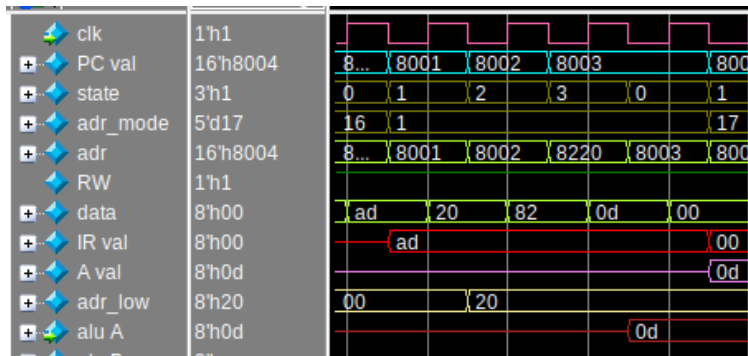 clk 1'h1
PC val 16'h8004 8... 8001 8002 8003 800
state 3'h1 0 1 2 3 0 1
adr_mode 5'd17 16 1 17
adr 16'h8004 8... 8001 8002 8220 8003 800
RW 1'h1
data 8'h00 ad 20 82 0d 00
IR val 8'h00 ad 00
A val 8'h0d 0d
adr_low 8'h20 00 20
alu A 8'h0d 0d